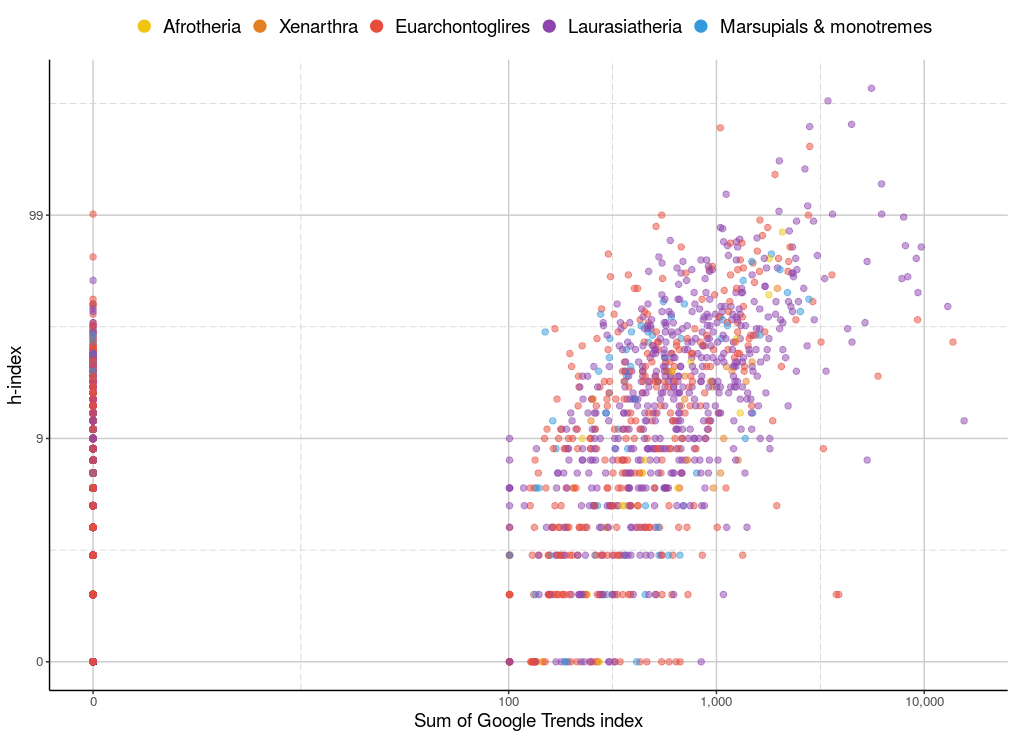 Afrotheria Xenarthra Euarchontoglires Laurasiatheria Marsupials & monotremes
h-index
99
9
0
0 100 1,000 10,000
Sum of Google Trends index